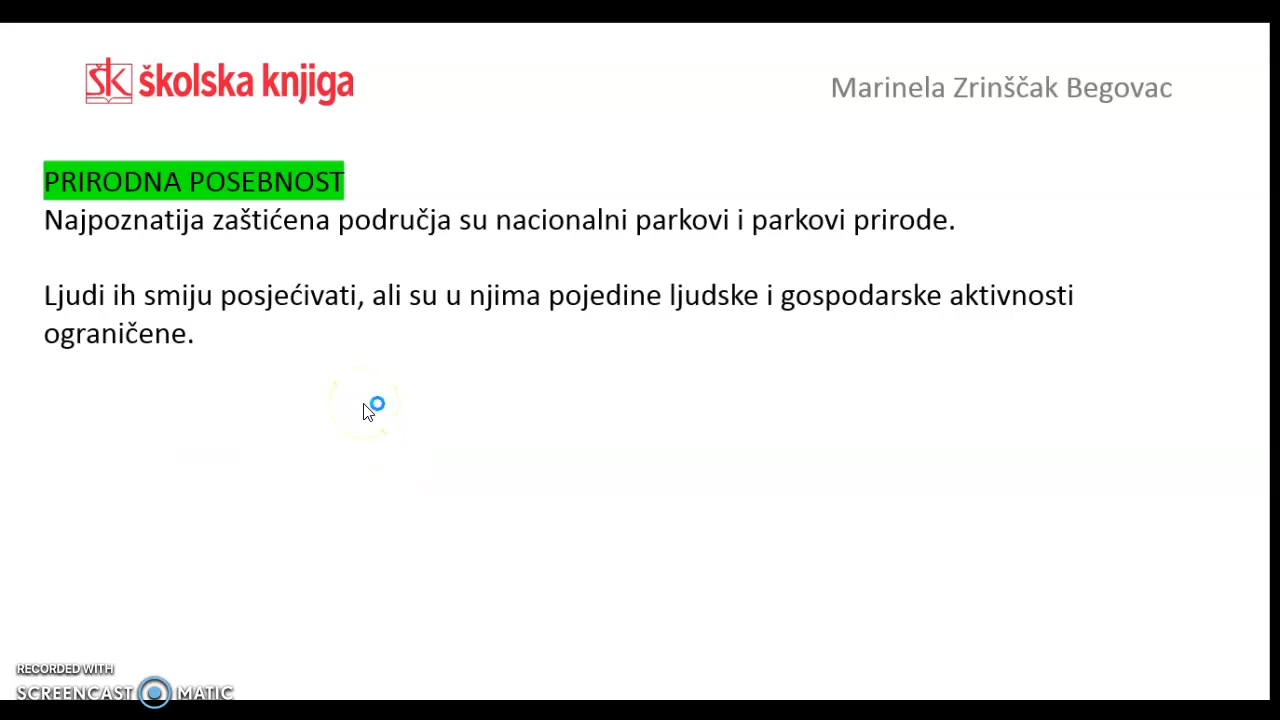 školska knjiga
Marinela Zrinščak Begovac
PRIRODNA POSEBNOST
Najpoznatija zaštićena područja su nacionalni parkovi i parkovi prirode.
Ljudi ih smiju posjećivati, ali su u njima pojedine ljudske i gospodarske aktivnosti
ograničene.
RECORDED WITH
SCREENCAST MATIC